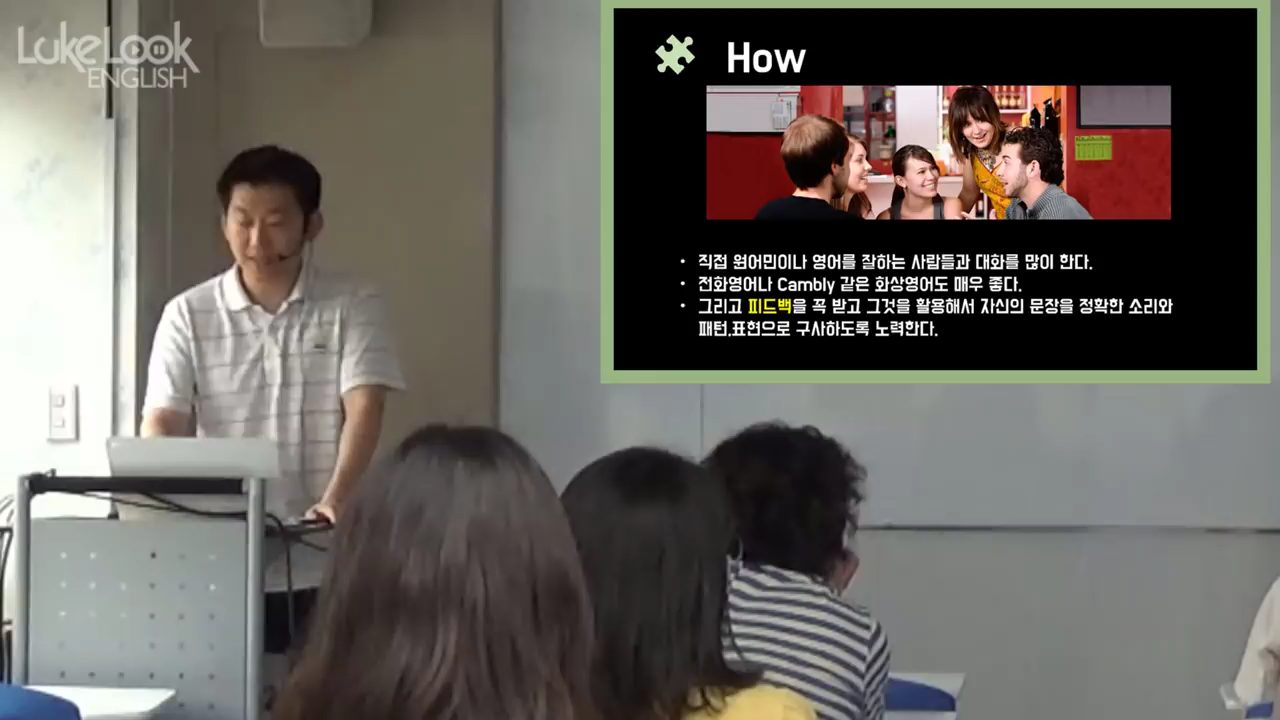 LukeLook
ENGLISH
How
• 직접 원어민이나 영어를 잘하는 사람들과 대화를 많이 한다.
• 전화영어나 Cambly 같은 화상영어도 매우 좋다.
• 그리고 피드백을 꼭 받고 그것을 활용해서 자신의 문장을 정확한 소리와
패턴,표현으로 구사하도록 노력한다.